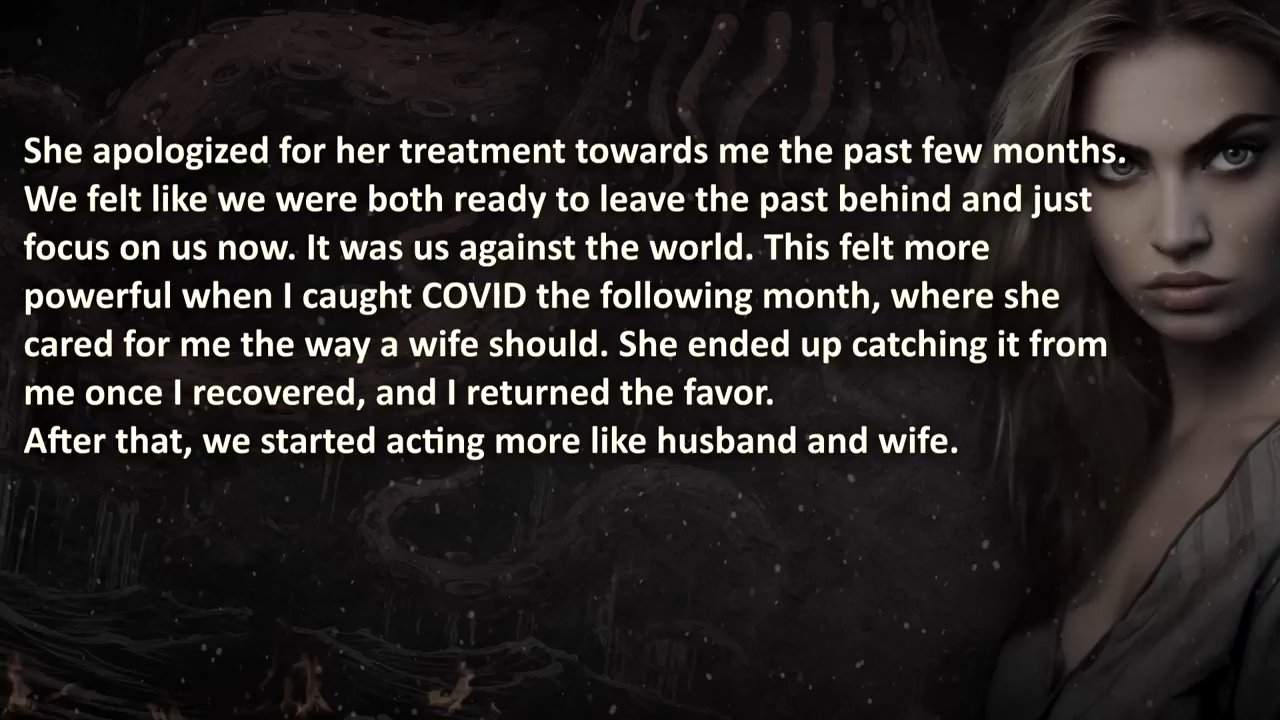 She apologized for her treatment towards me the past few months.
We felt like we were both ready to leave the past behind and just
focus on us now. It was us against the world. This felt more
powerful when I caught COVID the following month, where she
cared for me the way a wife should. She ended up catching it from
me once I recovered, and I returned the favor.
After that, we started acting more like husband and wife.